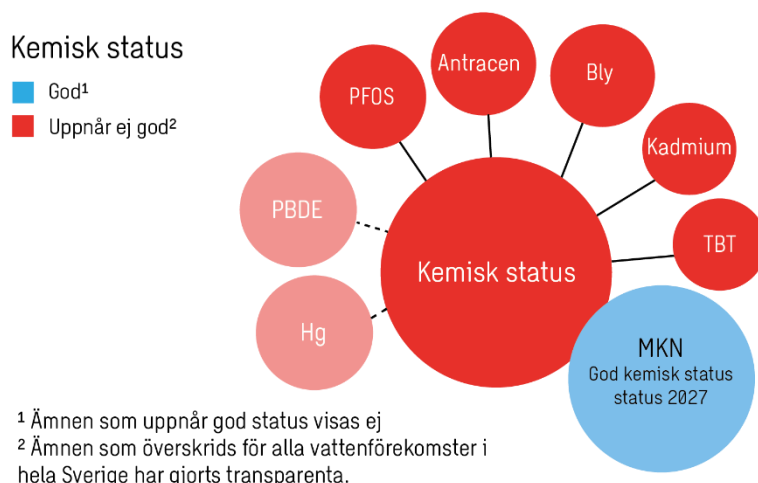 Kemisk status
God¹
Uppnår ej god²
Antracen
Bly
PFOS
Kadmium
PBDE
TBT
Kemisk status
Hg
MKN
God kemisk status
status 2027
¹ Ämnen som uppnår god status visas ej
² Ämnen som överskrids för alla vattenförekomster i
hela Sverige har gjorts transparenta.